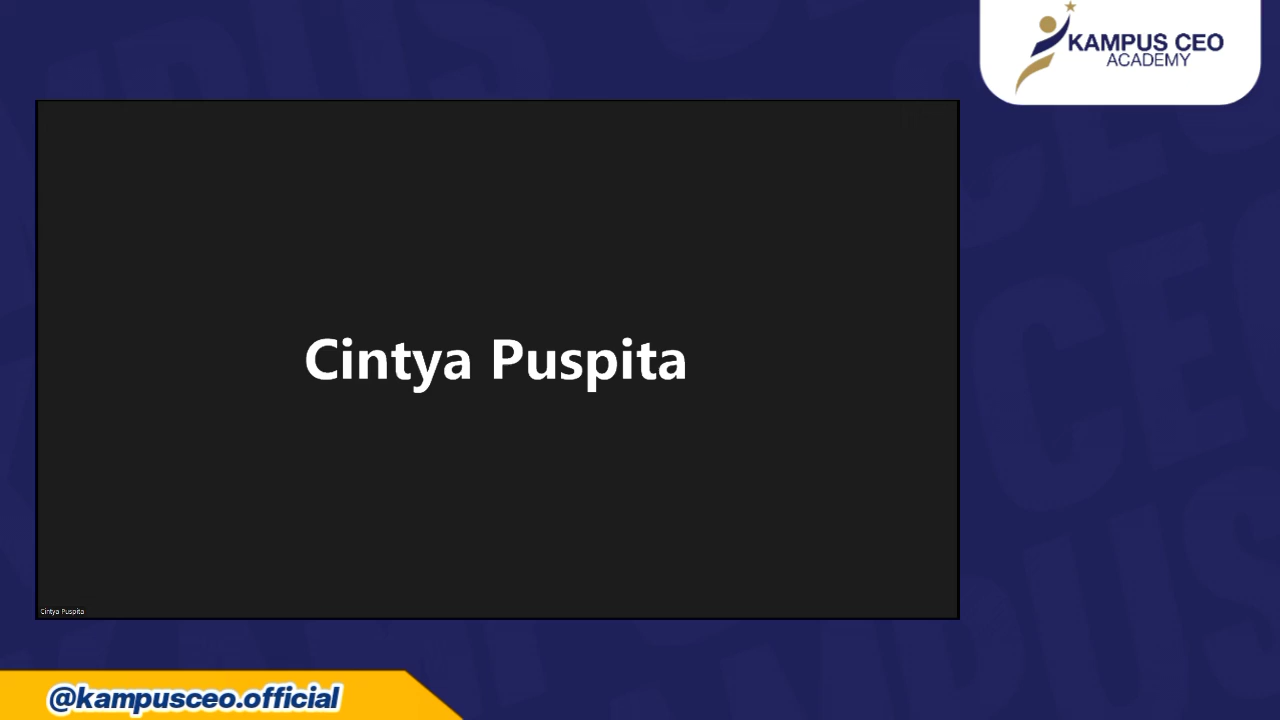 KAMPUS CEO
ACADEMY
Cintya Puspita
Cintya Puspita
@kampusceo.official